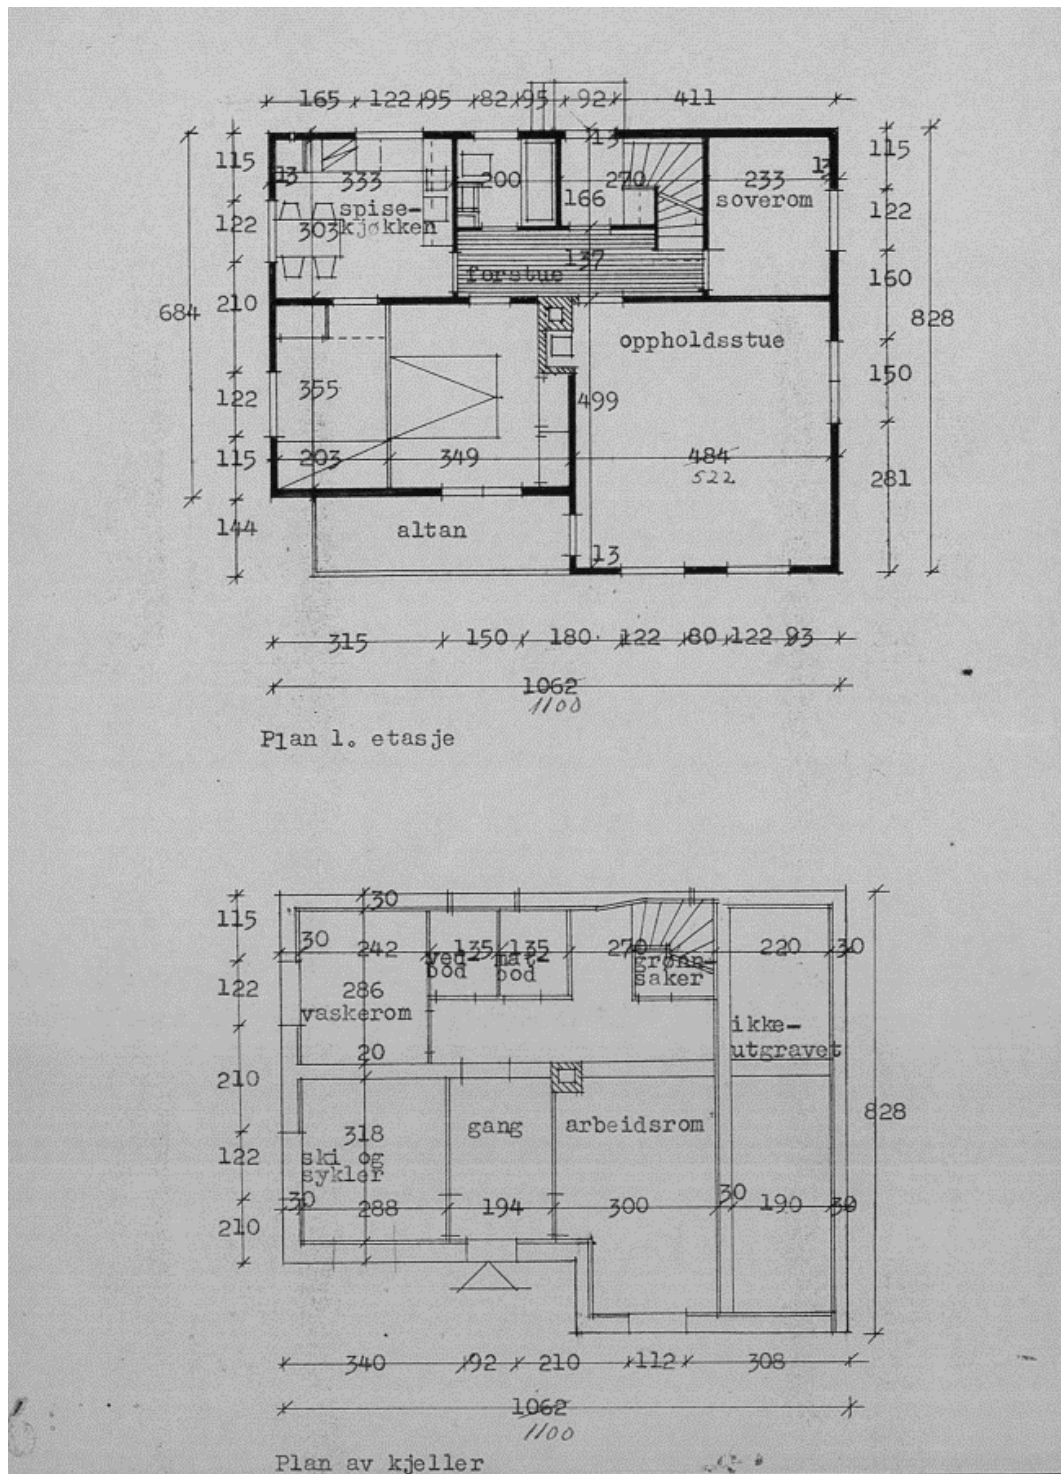 165 122 95 82 95 92 411
13
115 115
13 333 200 270 233 13
166 soverom
spise-
kjøkken
122 303 122
137
forstue
160
684 210 828
oppholdsstue
355 150
122 499
115 203 349 484
522
281
144 altan
13
315 150 180 122 80 122 93
1062
1100
Plan 1. etasje
30
115
30 242 135 135 270 220 30
ved mat grønn-
bod bod saker
122 286
vaskerom ikke-
utgravet
20
210
828
318 gang arbeidsrom
122 ski og
sykler
30 288 194 300 30 190 30
210
340 92 210 112 308
1062
1100
Plan av kjeller